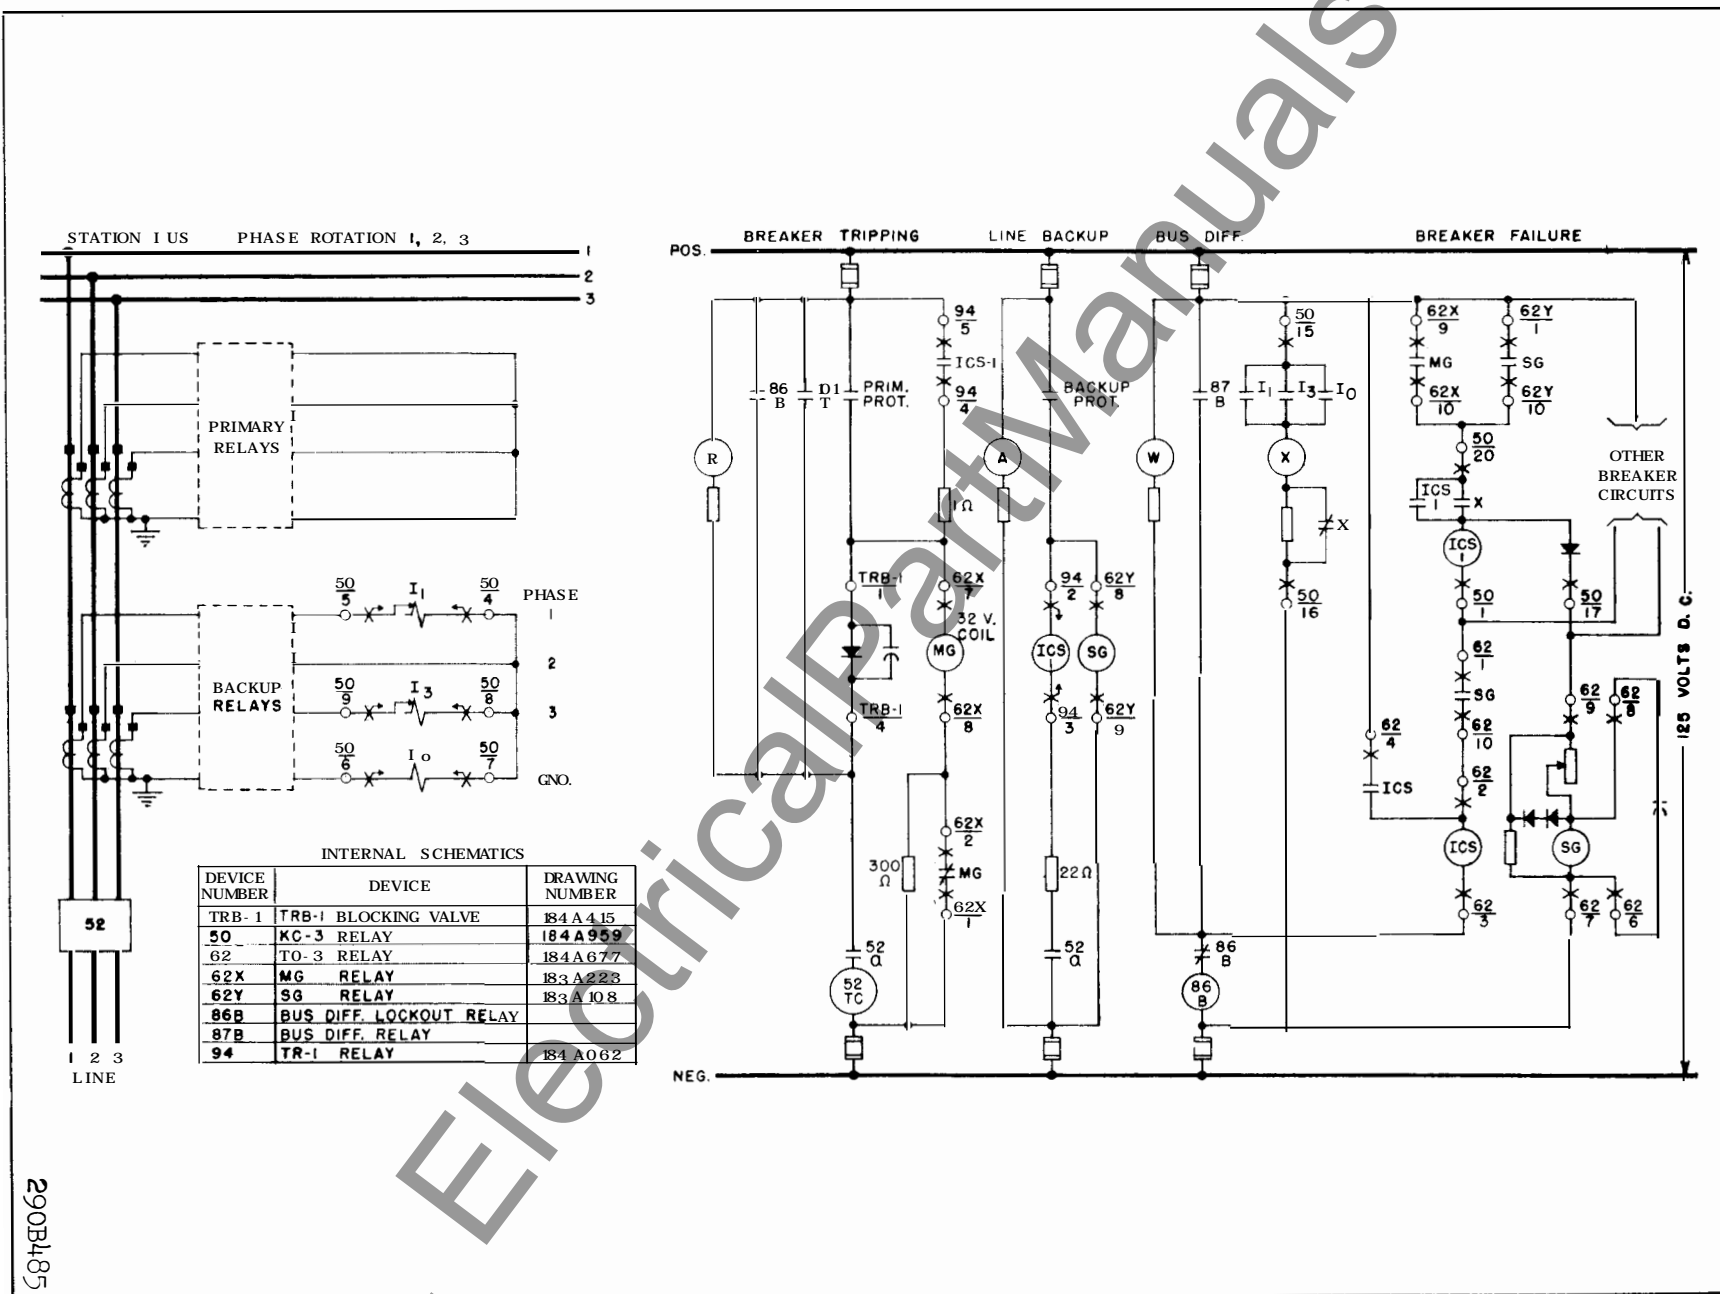 STATION I US PHASE ROTATION 1, 2, 3
1
2
3
PRIMARY
RELAYS
50
5
I1
50
4
PHASE
1
2
BACKUP
RELAYS
50
9
I3
50
8
3
50
6
Io
50
7
GNO.
52
1 2 3
LINE
INTERNAL SCHEMATICS
DEVICE NUMBER DEVICE DRAWING NUMBER
TRB-1 TRB-1 BLOCKING VALVE 184A415
50 KC-3 RELAY 184A959
62 TO-3 RELAY 184A677
62X MG RELAY 183A223
62Y SG RELAY 183A108
86B BUS DIFF. LOCKOUT RELAY
87B BUS DIFF. RELAY
94 TR-1 RELAY 184A062
BREAKER TRIPPING LINE BACKUP BUS DIFF. BREAKER FAILURE
POS.
94
5
ICS-1
94
4
86
B
101
T
PRIM.
PROT.
R
1Ω
TRB-1
1
62X
7
32 V.
COIL
MG
TRB-1
4
62X
8
300
Ω
62X
2
MG
62X
1
52
a
52
TC
BACKUP
PROT.
A
94
2
62Y
8
ICS
SG
94
3
62Y
9
22Ω
52
a
W
87
B
86
B
86
B
50
15
I1 I3 IO
X
X
50
16
62X
9
MG
62X
10
62Y
1
SG
62Y
10
50
20
ICS
1
X
ICS
1
50
1
50
17
OTHER
BREAKER
CIRCUITS
62
1
SG
62
10
62
2
62
4
ICS
ICS
62
3
62
9
62
8
SG
62
7
62
6
125 VOLTS D. C.
NEG.
290B485
ElectricalPartManuals